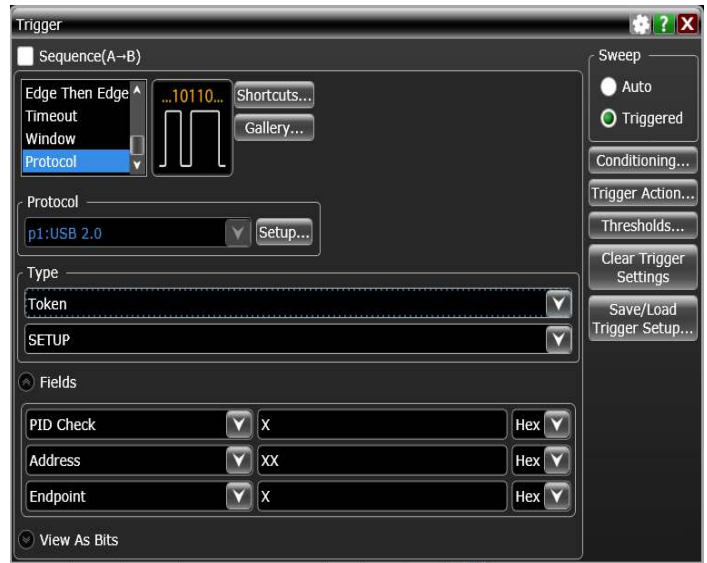 Trigger
?
X
Sequence(A→B)
Edge Then Edge
Timeout
Window
Protocol
...10110...
Shortcuts...
Gallery...
Protocol
p1:USB 2.0
Setup...
Type
Token
SETUP
Fields
PID Check
X
Hex
Address
XX
Hex
Endpoint
X
Hex
View As Bits
Sweep
Auto
Triggered
Conditioning...
Trigger Action...
Thresholds...
Clear Trigger
Settings
Save/Load
Trigger Setup...